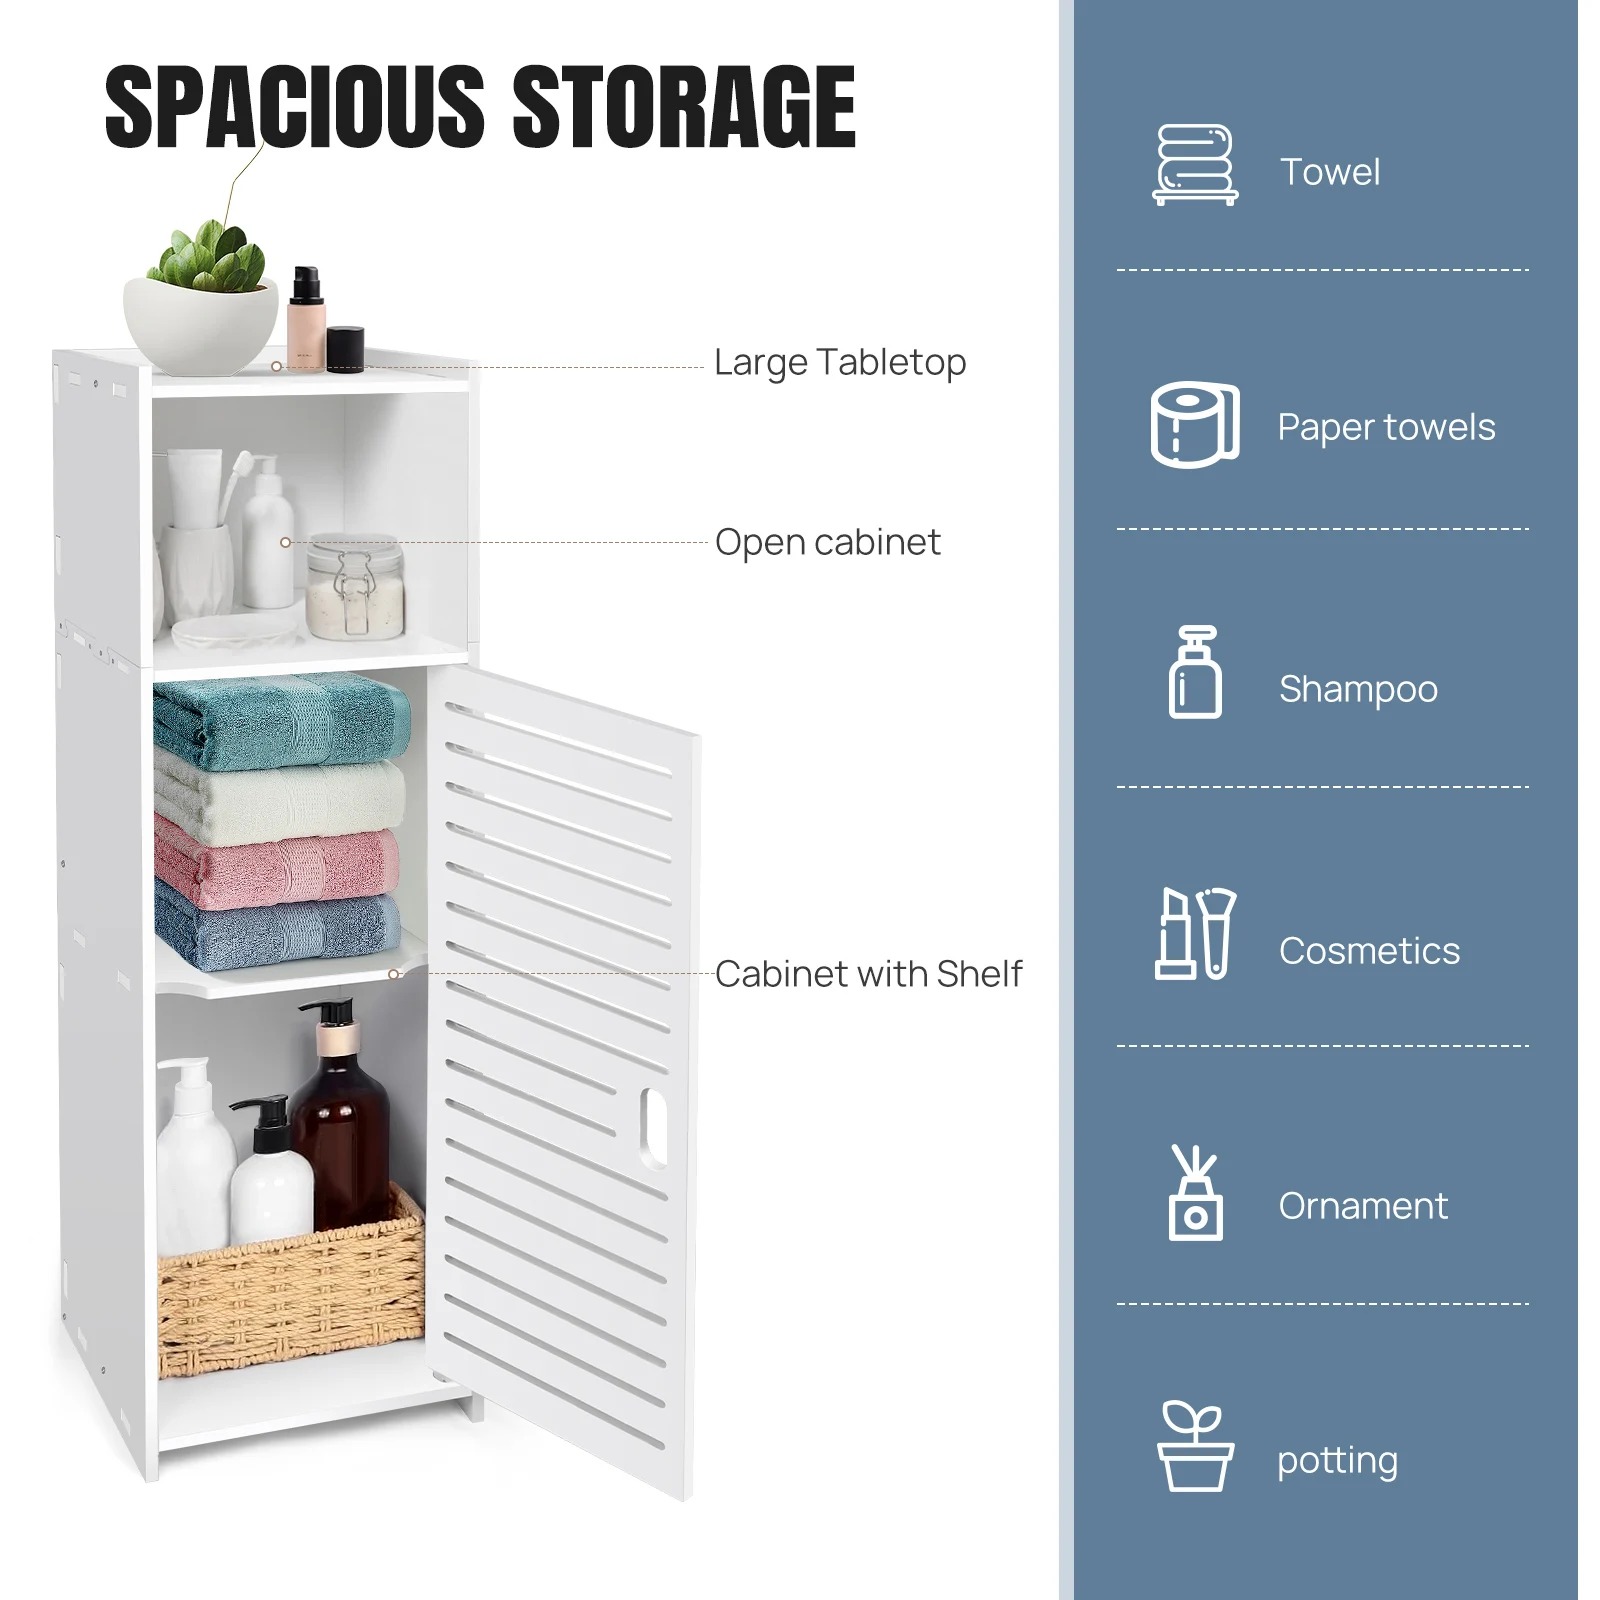 SPACIOUS STORAGE
Large Tabletop
Open cabinet
Cabinet with Shelf
Towel
Paper towels
Shampoo
Cosmetics
Ornament
potting